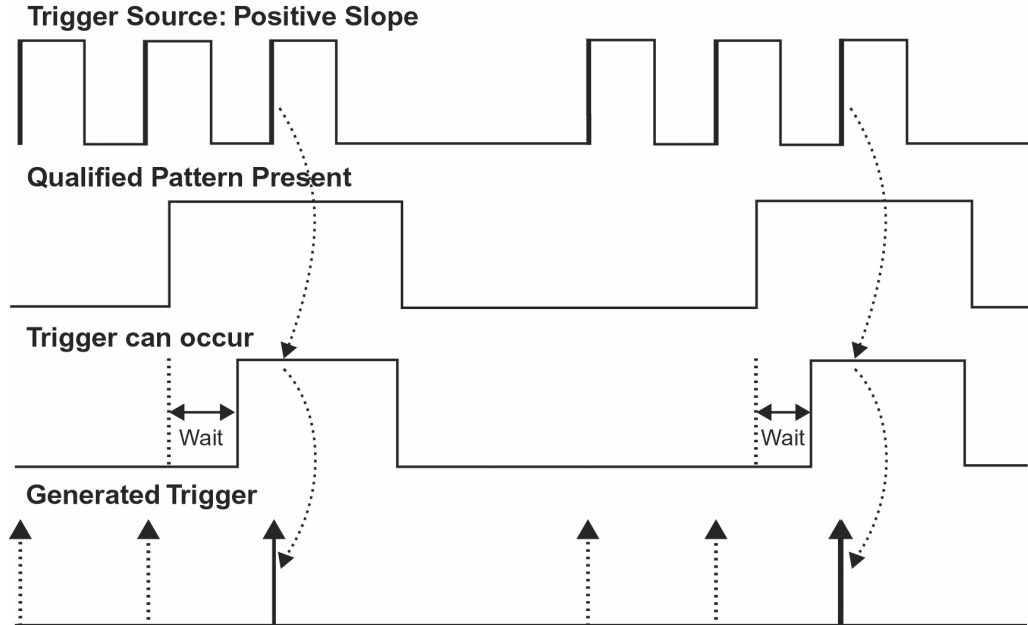 Trigger Source: Positive Slope
Qualified Pattern Present
Trigger can occur
Wait
Wait
Generated Trigger